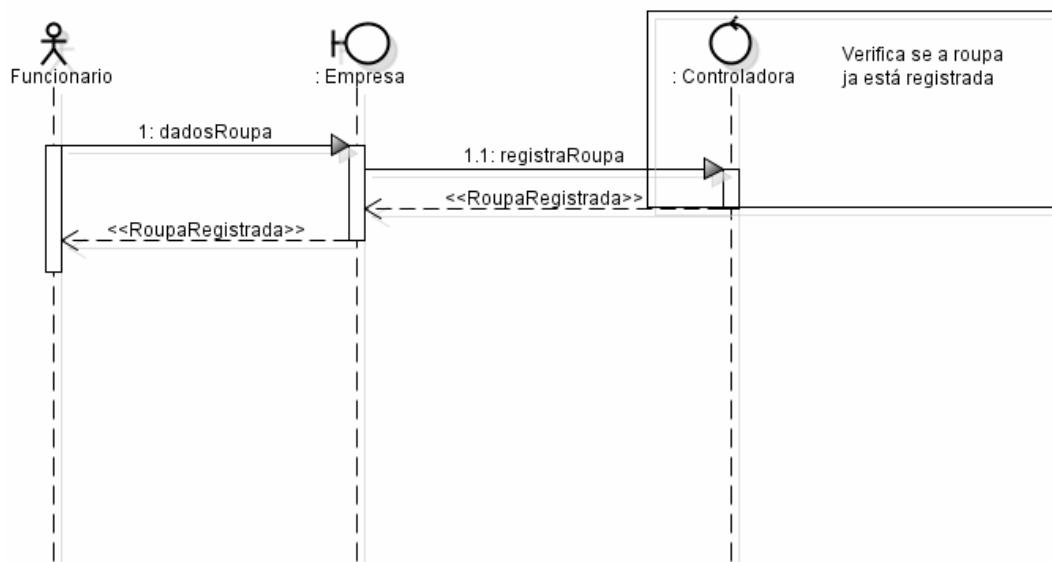 Funcionario
: Empresa
: Controladora
Verifica se a roupa
ja está registrada
1: dadosRoupa
1.1: registraRoupa
<<RoupaRegistrada>>
<<RoupaRegistrada>>